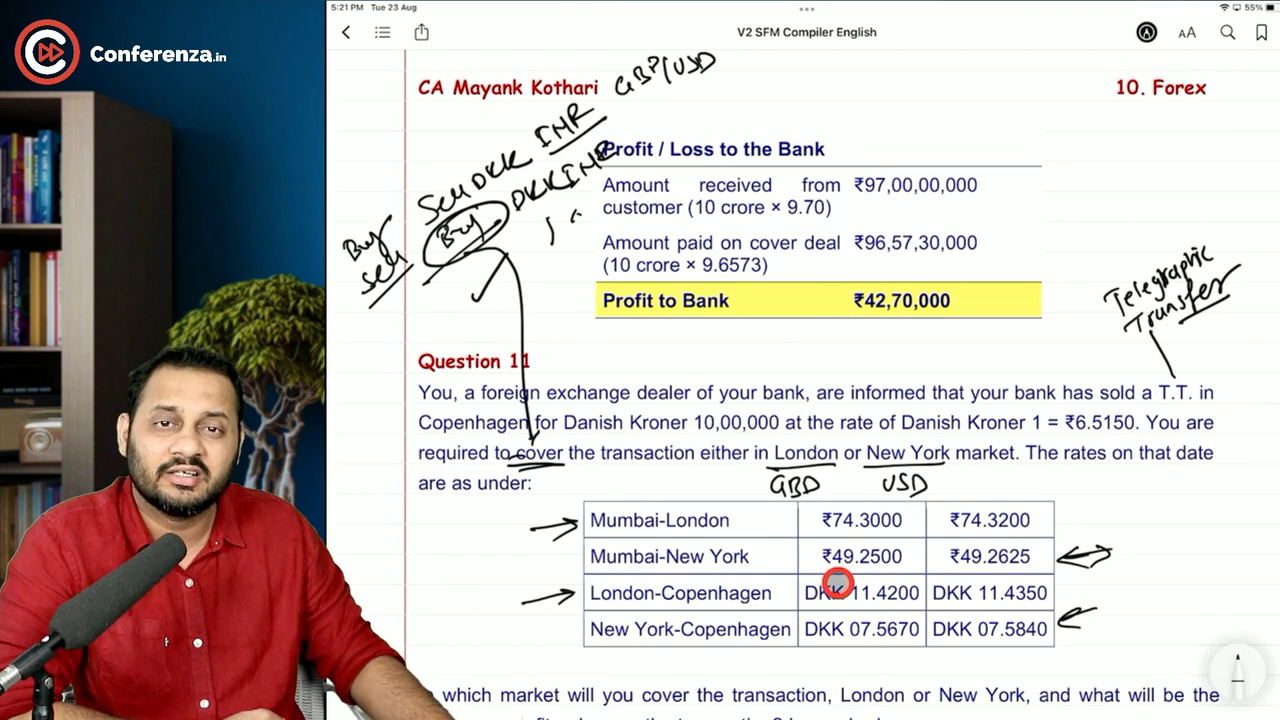 5:21 PM Tue 23 Aug
55%
V2 SFM Compiler English
AA
Conferenza.in
CA Mayank Kothari
GBP/USD
10. Forex
INR
Profit / Loss to the Bank
Sell DKK
DKKINR
Amount received from ₹97,00,00,000
customer (10 crore × 9.70)
Buy
Buy
Sell
Amount paid on cover deal ₹96,57,30,000
(10 crore × 9.6573)
Profit to Bank ₹42,70,000
Telegraphic
Transfer
Question 11
You, a foreign exchange dealer of your bank, are informed that your bank has sold a T.T. in
Copenhagen for Danish Kroner 10,00,000 at the rate of Danish Kroner 1 = ₹6.5150. You are
required to cover the transaction either in London or New York market. The rates on that date
are as under:
GBD USD
Mumbai-London ₹74.3000 ₹74.3200
Mumbai-New York ₹49.2500 ₹49.2625
London-Copenhagen DKK 11.4200 DKK 11.4350
New York-Copenhagen DKK 07.5670 DKK 07.5840
which market will you cover the transaction, London or New York, and what will be the